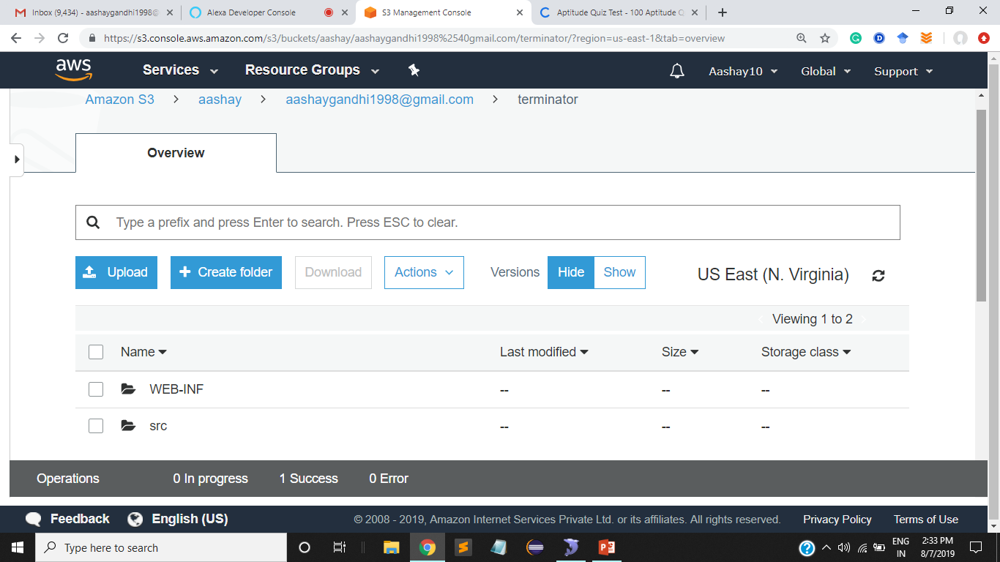 Inbox (9,434) - aashaygandhi1998@
Alexa Developer Console
S3 Management Console
Aptitude Quiz Test - 100 Aptitude Q
https://s3.console.aws.amazon.com/s3/buckets/aashay/aashaygandhi1998%2540gmail.com/terminator/?region=us-east-1&tab=overview
aws Services Resource Groups Aashay10 Global Support
Amazon S3 > aashay > aashaygandhi1998@gmail.com > terminator
Overview
Type a prefix and press Enter to search. Press ESC to clear.
Upload + Create folder Download Actions Versions Hide Show US East (N. Virginia)
Viewing 1 to 2
Name Last modified Size Storage class
WEB-INF -- -- --
src -- -- --
Operations 0 In progress 1 Success 0 Error
Feedback English (US) © 2008 - 2019, Amazon Internet Services Private Ltd. or its affiliates. All rights reserved. Privacy Policy Terms of Use
Type here to search
ENG
IN
2:33 PM
8/7/2019